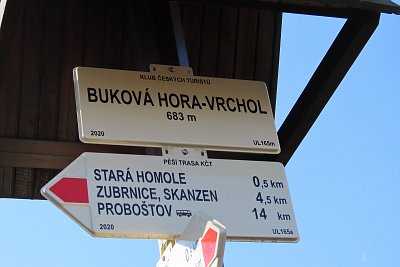 KLUB ČESKÝCH TURISTŮ
BUKOVÁ HORA-VRCHOL
683 m
2020 UL165m
PĚŠÍ TRASA KČT
STARÁ HOMOLE 0,5 km
ZUBRNICE, SKANZEN 4,5 km
PROBOŠTOV 14 km
2020 UL165a